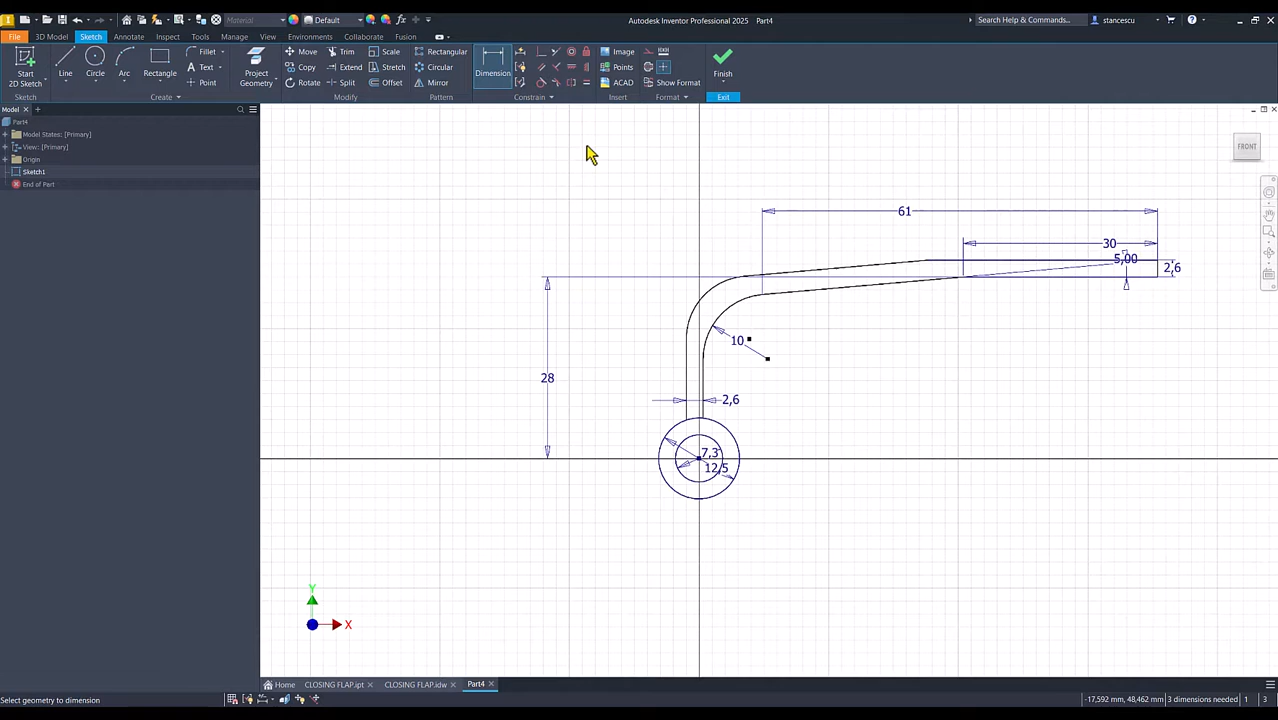 Material
Default
Autodesk Inventor Professional 2025 Part4
Search Help & Commands...
stancescu
File
3D Model
Sketch
Annotate
Inspect
Tools
Manage
View
Environments
Collaborate
Fusion
Start
2D Sketch
Line
Circle
Arc
Rectangle
Fillet
Text
Point
Project
Geometry
Move
Copy
Rotate
Trim
Extend
Split
Scale
Stretch
Offset
Rectangular
Circular
Mirror
Dimension
Image
Points
ACAD
Show Format
Finish
Sketch
Create
Modify
Pattern
Constrain
Insert
Format
Exit
Model
Part4
Model States: [Primary]
View: [Primary]
Origin
Sketch1
End of Part
FRONT
61
30
5,00
2,6
28
10
2,6
7,3
12,5
Y
X
Home
CLOSING FLAP.ipt
CLOSING FLAP.idw
Part4
Select geometry to dimension
-17,592 mm, 48,462 mm
3 dimensions needed
1
3